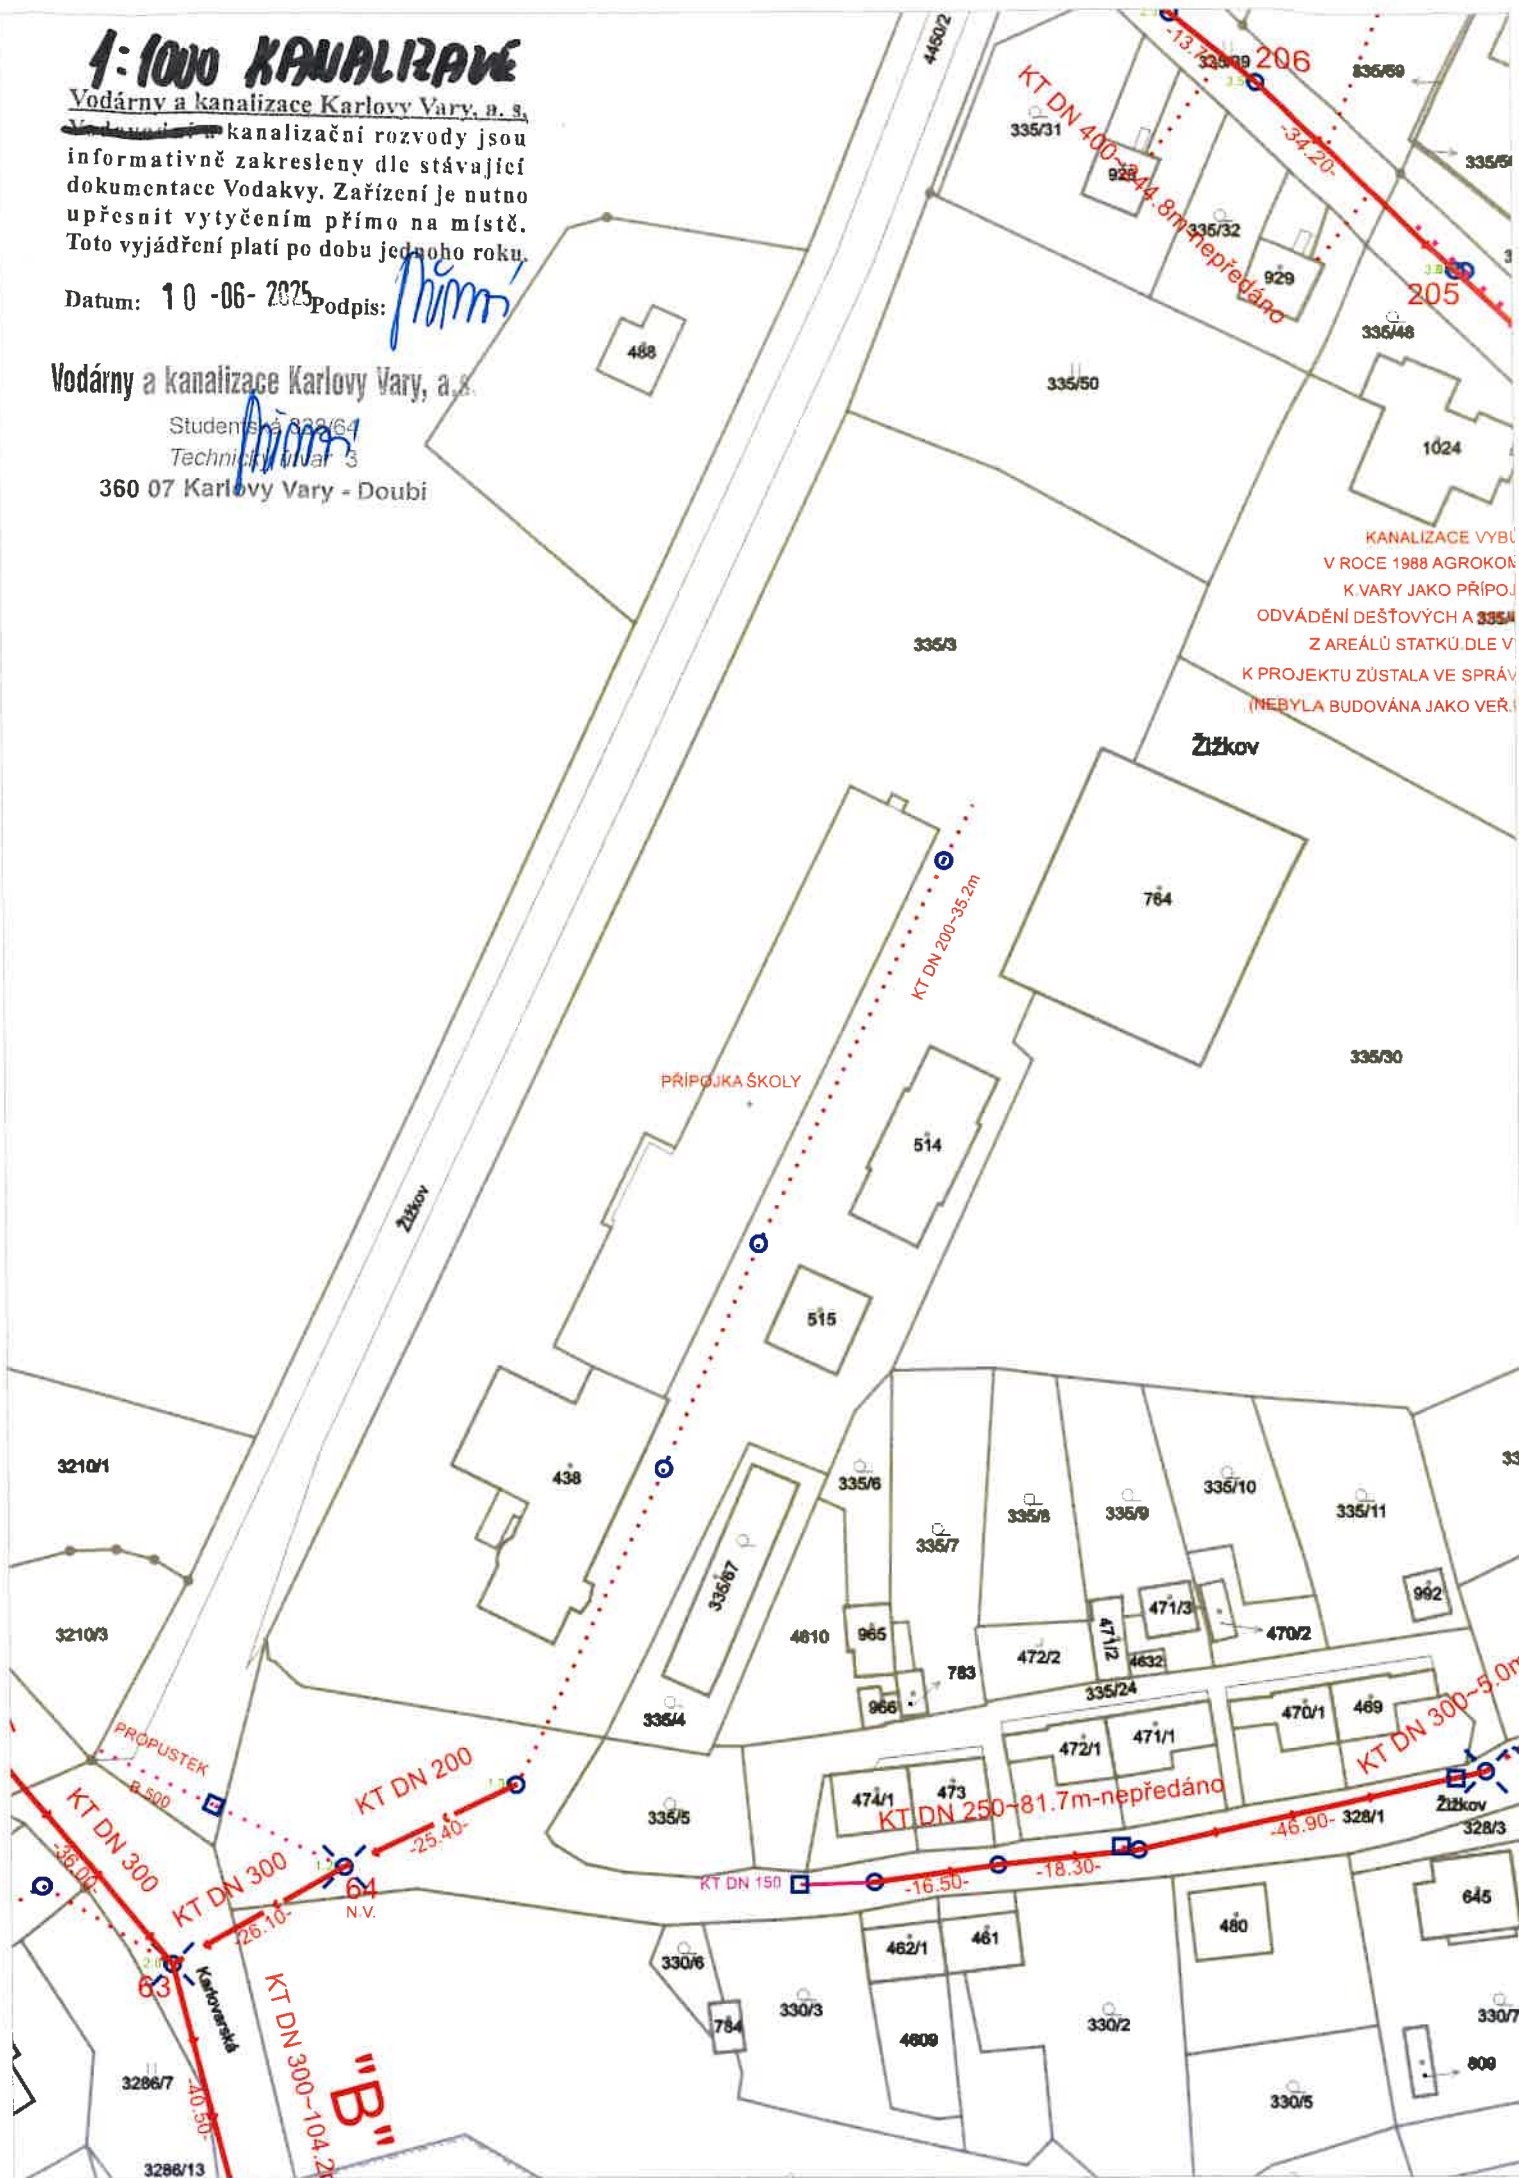 1:1000 KANALIZACE
Vodárny a kanalizace Karlovy Vary, a. s.
kanalizační rozvody jsou
informativně zakresleny dle stávající
dokumentace Vodakvy. Zařízení je nutno
upřesnit vytyčením přímo na místě.
Toto vyjádření platí po dobu jednoho roku.
Datum: 10 -06- 2025 Podpis:
Vodárny a kanalizace Karlovy Vary, a.s.
Studentská 328/64
Technický útvar 3
360 07 Karlovy Vary - Doubí
4450/2
206
335/59
335/31
KT DN 400~244.8m-nepředáno
-34.20-
335/32
929
205
335/48
488
335/50
1024
KANALIZACE VYBU
V ROCE 1988 AGROKOM
K.VARY JAKO PŘÍPOJ
ODVÁDĚNÍ DEŠŤOVÝCH A
Z AREÁLŮ STATKŮ.DLE V
K PROJEKTU ZŮSTALA VE SPRÁV
(NEBYLA BUDOVÁNA JAKO VEŘ.
335/3
Žižkov
764
KT DN 200~35.2m
335/30
PŘÍPOJKA ŠKOLY
514
Žižkov
515
3210/1
438
335/6
335/7
335/8
335/9
335/10
335/11
335/67
992
3210/3
4610
965
471/3
471/2
470/2
472/2
4632
783
966
335/24
335/4
470/1
469
KT DN 300~5.0m
PROPUSTEK
B 500
KT DN 200
472/1
471/1
474/1
473
335/5
KT DN 250~81.7m-nepředáno
Žižkov
328/1
328/3
KT DN 300
-36.00-
-25.40-
-46.90-
KT DN 300
64
N.V.
KT DN 150
-16.50-
-18.30-
-26.10-
63
Karlovarská
462/1
461
480
645
330/6
330/3
784
4609
330/2
330/7
809
KT DN 300~104.2
"B"
3286/7
-40.50-
330/5
3286/13